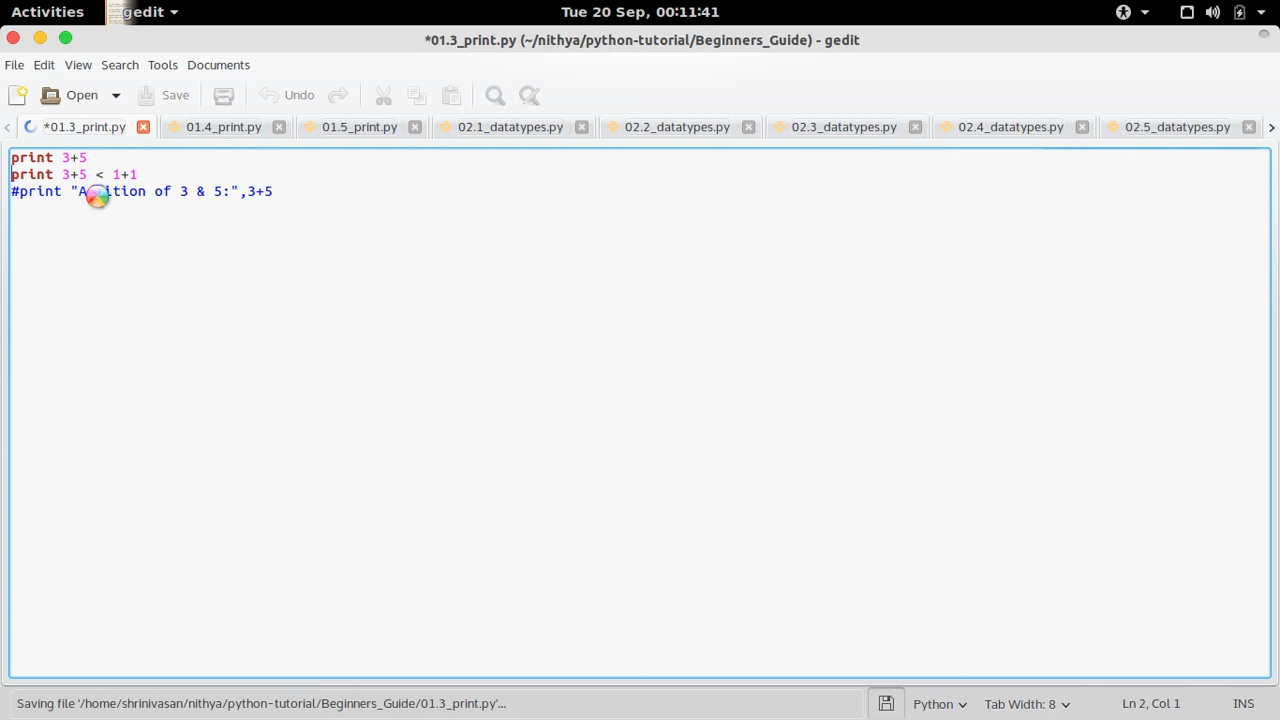 Activities gedit Tue 20 Sep, 00:11:41
*01.3_print.py (~/nithya/python-tutorial/Beginners_Guide) - gedit
File Edit View Search Tools Documents
Open Save Undo
*01.3_print.py 01.4_print.py 01.5_print.py 02.1_datatypes.py 02.2_datatypes.py 02.3_datatypes.py 02.4_datatypes.py 02.5_datatypes.py
print 3+5
print 3+5 < 1+1
#print "Addition of 3 & 5:",3+5
Saving file '/home/shrinivasan/nithya/python-tutorial/Beginners_Guide/01.3_print.py'... Python Tab Width: 8 Ln 2, Col 1 INS